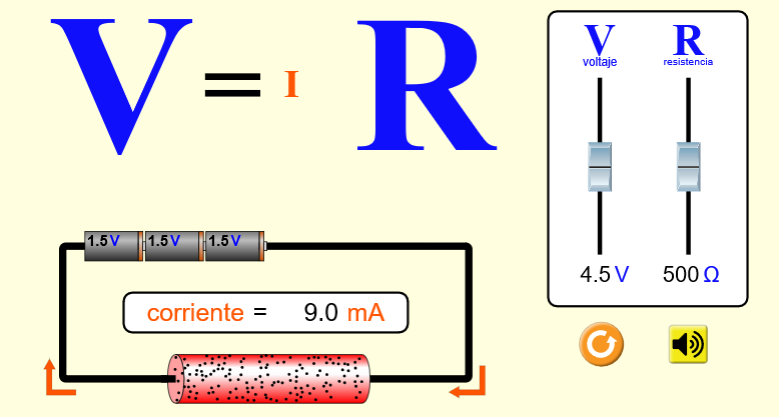 V = I R
V
voltaje
R
resistencia
4.5 V
500 Ω
1.5 V
1.5 V
1.5 V
corriente = 9.0 mA